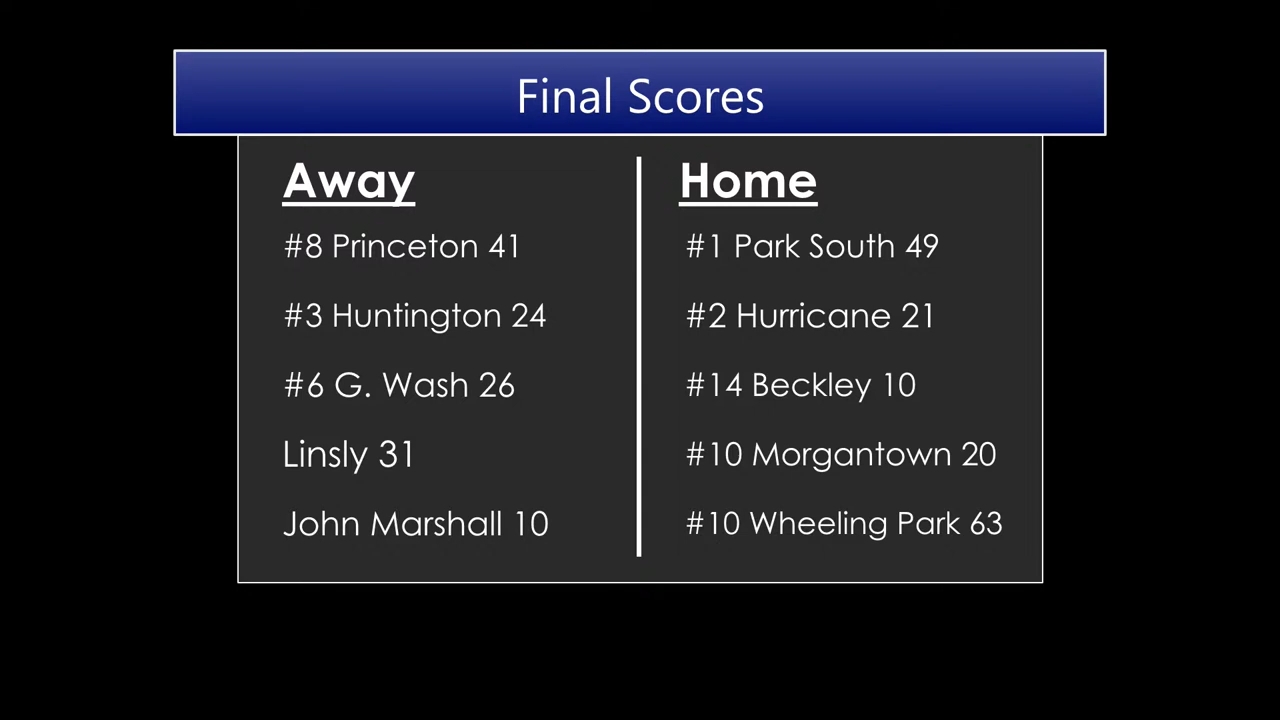 Final Scores
Away
Home
#8 Princeton 41
#1 Park South 49
#3 Huntington 24
#2 Hurricane 21
#6 G. Wash 26
#14 Beckley 10
Linsly 31
#10 Morgantown 20
John Marshall 10
#10 Wheeling Park 63